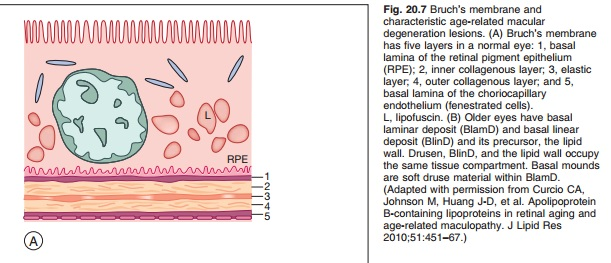 L
RPE
1
2
3
4
5
A
Fig. 20.7 Bruch's membrane and
characteristic age-related macular
degeneration lesions. (A) Bruch's membrane
has five layers in a normal eye: 1, basal
lamina of the retinal pigment epithelium
(RPE); 2, inner collagenous layer; 3, elastic
layer; 4, outer collagenous layer; and 5,
basal lamina of the choriocapillary
endothelium (fenestrated cells).
L, lipofuscin. (B) Older eyes have basal
laminar deposit (BlamD) and basal linear
deposit (BlinD) and its precursor, the lipid
wall. Drusen, BlinD, and the lipid wall occupy
the same tissue compartment. Basal mounds
are soft druse material within BlamD.
(Adapted with permission from Curcio CA,
Johnson M, Huang J-D, et al. Apolipoprotein
B-containing lipoproteins in retinal aging and
age-related maculopathy. J Lipid Res
2010;51:451–67.)